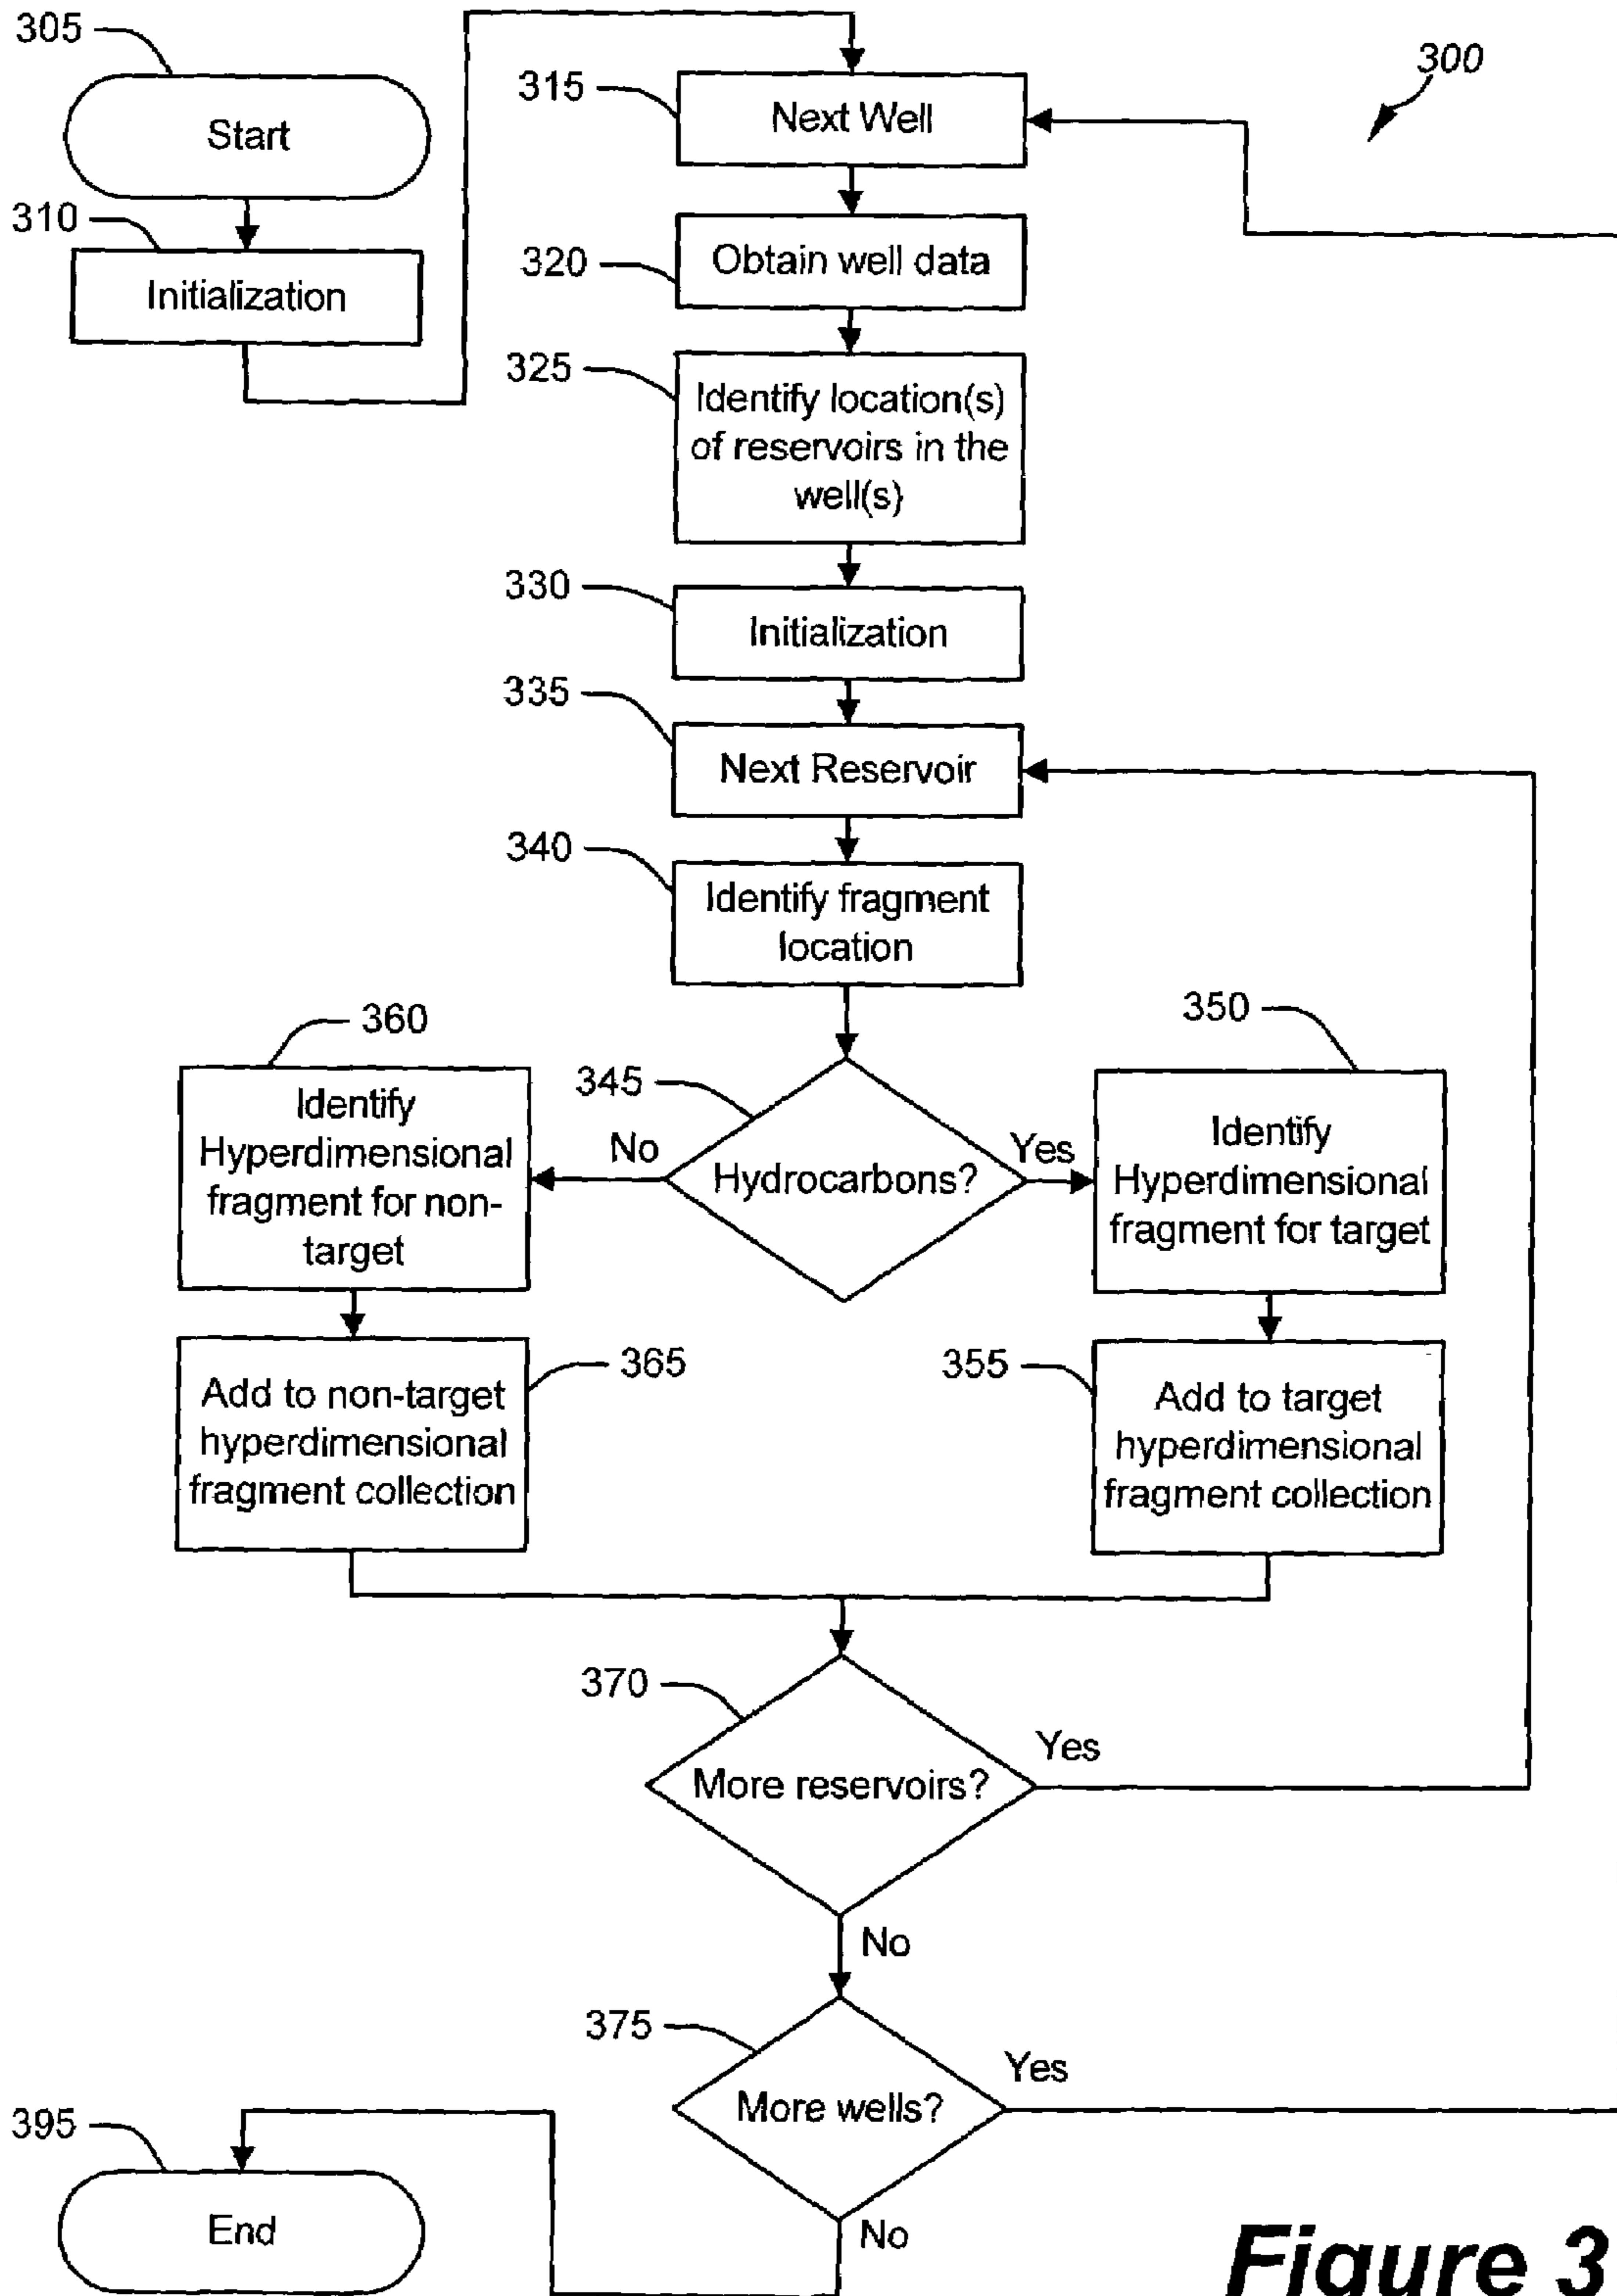 305
Start
310
Initialization
300
315
Next Well
320
Obtain well data
325
Identify location(s)
of reservoirs in the
well(s)
330
Initialization
335
Next Reservoir
340
Identify fragment
location
345
Hydrocarbons?
No
Yes
360
Identify
Hyperdimensional
fragment for non-
target
350
Identify
Hyperdimensional
fragment for target
365
Add to non-target
hyperdimensional
fragment collection
355
Add to target
hyperdimensional
fragment collection
370
More reservoirs?
Yes
No
375
More wells?
Yes
No
395
End
Figure 3